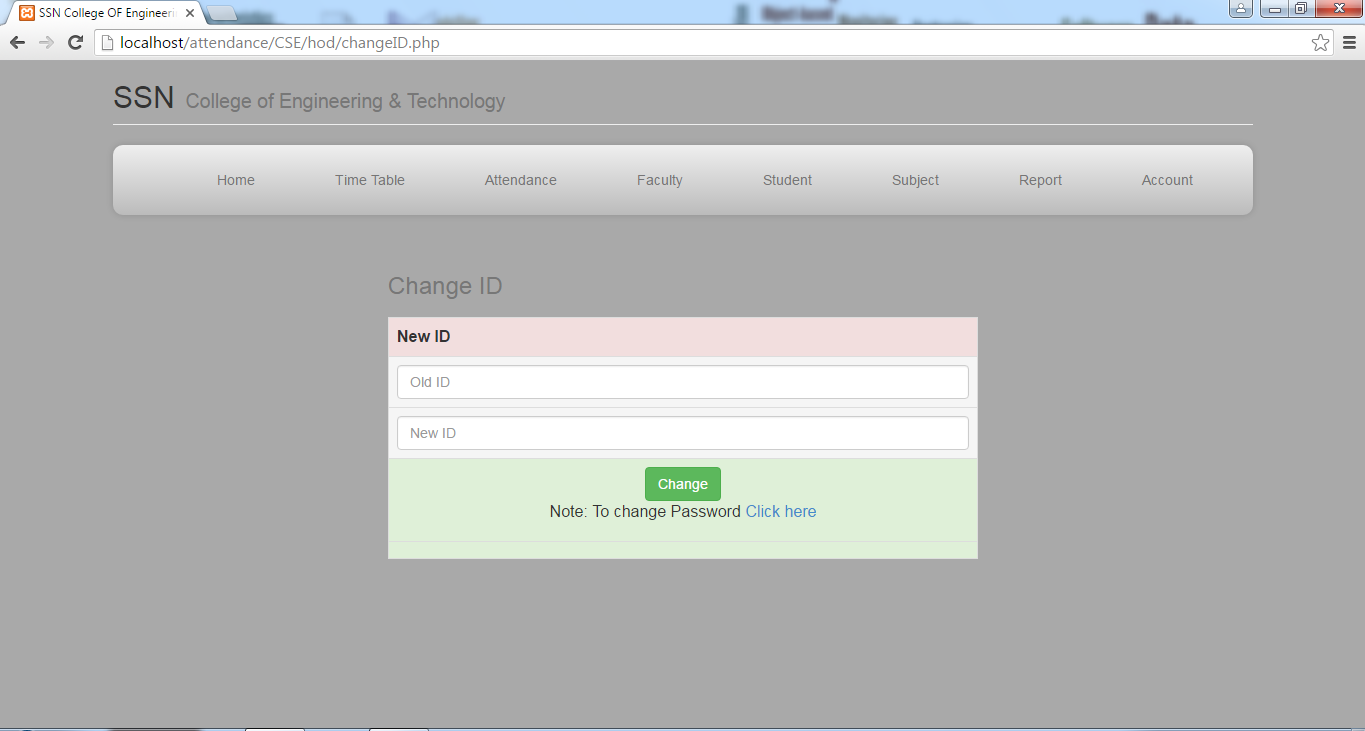 SSN College OF Engineeri
localhost/attendance/CSE/hod/changeID.php
SSN College of Engineering & Technology
Home Time Table Attendance Faculty Student Subject Report Account
Change ID
New ID
Old ID
New ID
Change
Note: To change Password Click here